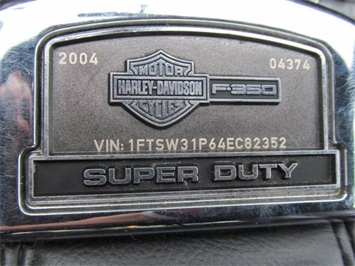 2004 04374
MOTOR
HARLEY-DAVIDSON F-350
CYCLES
VIN: 1FTSW31P64EC82352
SUPER DUTY